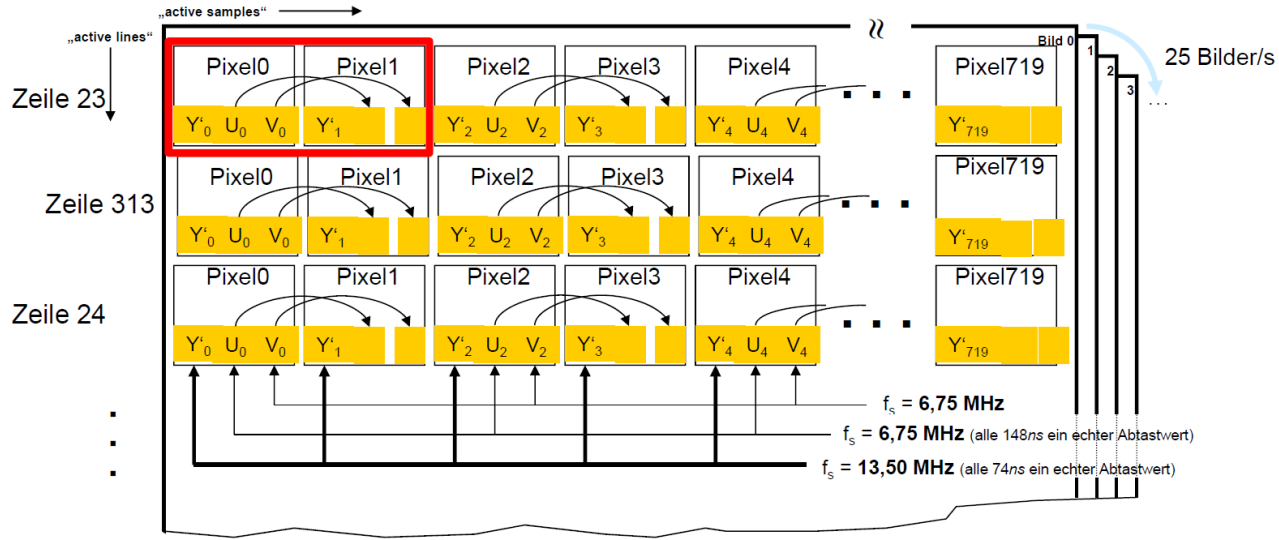 „active samples“
„active lines“
Bild 0 1 2 3 ...
25 Bilder/s
Pixel0 Pixel1 Pixel2 Pixel3 Pixel4 Pixel719
Zeile 23
Y‘0 U0 V0 Y‘1 Y‘2 U2 V2 Y‘3 Y‘4 U4 V4 ... Y‘719
Pixel0 Pixel1 Pixel2 Pixel3 Pixel4 Pixel719
Zeile 313
Y‘0 U0 V0 Y‘1 Y‘2 U2 V2 Y‘3 Y‘4 U4 V4 ... Y‘719
Pixel0 Pixel1 Pixel2 Pixel3 Pixel4 Pixel719
Zeile 24
Y‘0 U0 V0 Y‘1 Y‘2 U2 V2 Y‘3 Y‘4 U4 V4 ... Y‘719
fs = 6,75 MHz
fs = 6,75 MHz (alle 148ns ein echter Abtastwert)
fs = 13,50 MHz (alle 74ns ein echter Abtastwert)